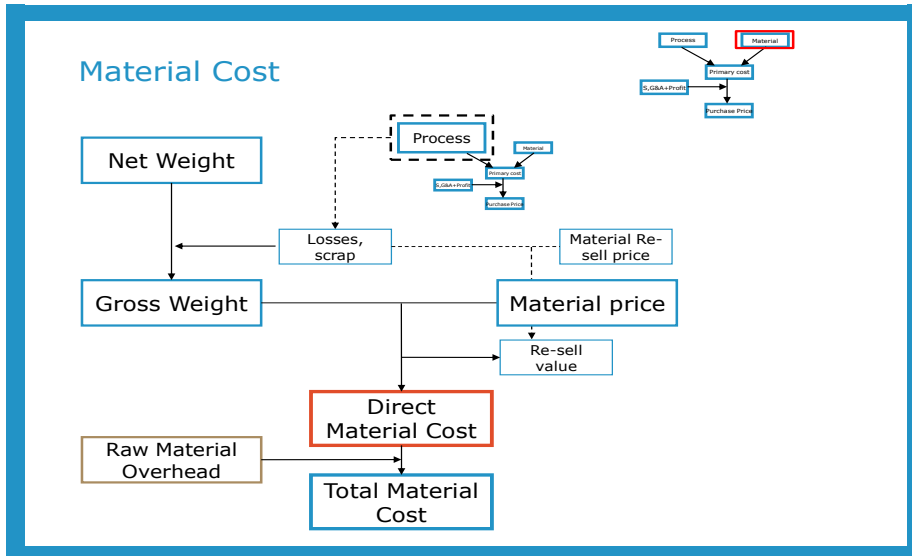 Material Cost
Process
Material
Primary cost
S,G&A+Profit
Purchase Price
Net Weight
Process
Material
Primary cost
S,G&A+Profit
Purchase Price
Losses,
scrap
Material Re-
sell price
Gross Weight
Material price
Re-sell
value
Direct
Material Cost
Raw Material
Overhead
Total Material
Cost